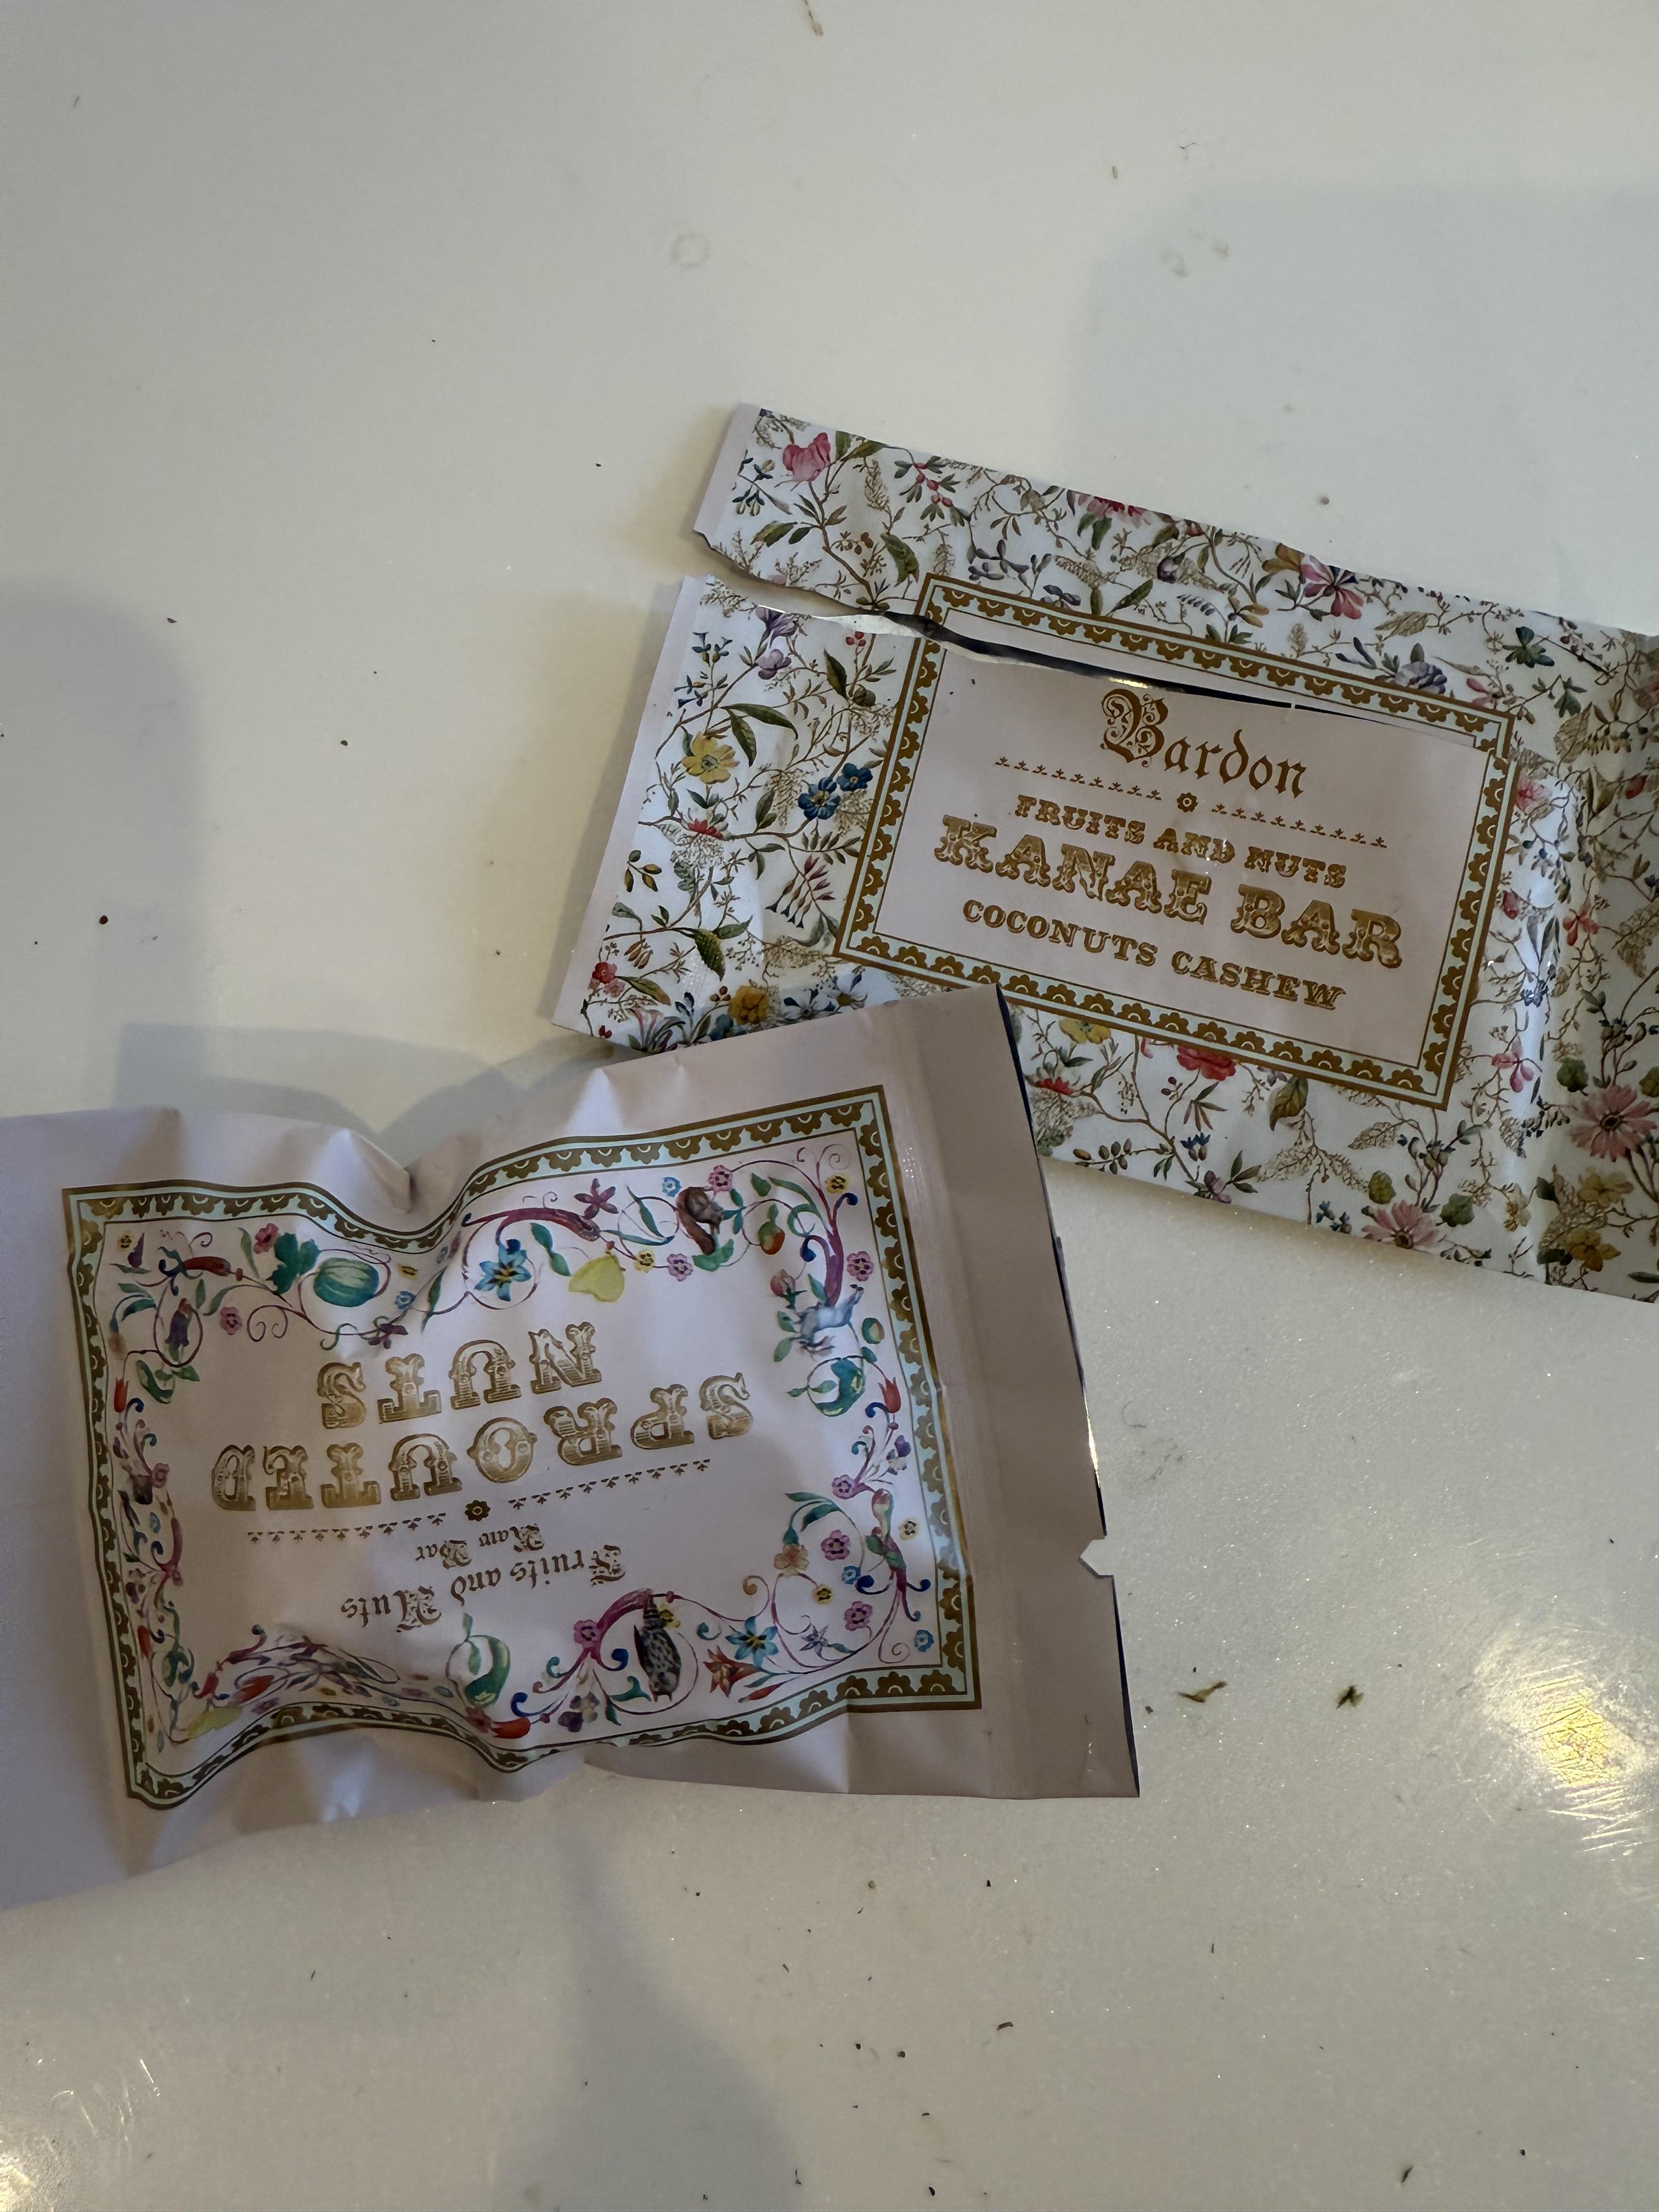 Bardon
FRUITS AND NUTS
KANAE BAR
COCONUTS CASHEW
Fruits and Nuts
Raw Bar
SPROUTED
NUTS